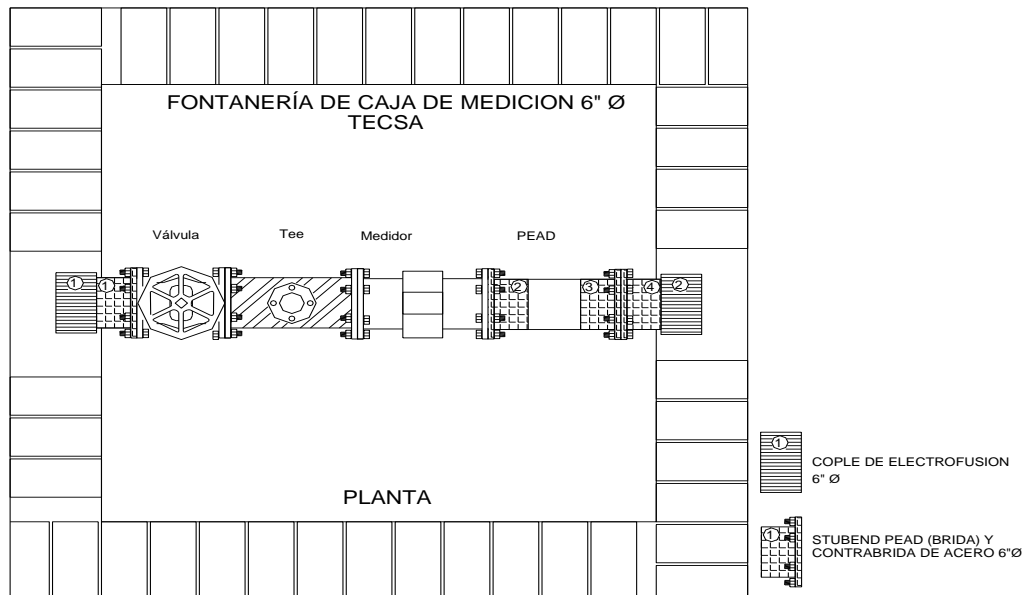 FONTANERÍA DE CAJA DE MEDICION 6" Ø
TECSA
Válvula
Tee
Medidor
PEAD
1
1
2
3
4
2
PLANTA
1
COPLE DE ELECTROFUSION
6" Ø
1
STUBEND PEAD (BRIDA) Y
CONTRABRIDA DE ACERO 6"Ø